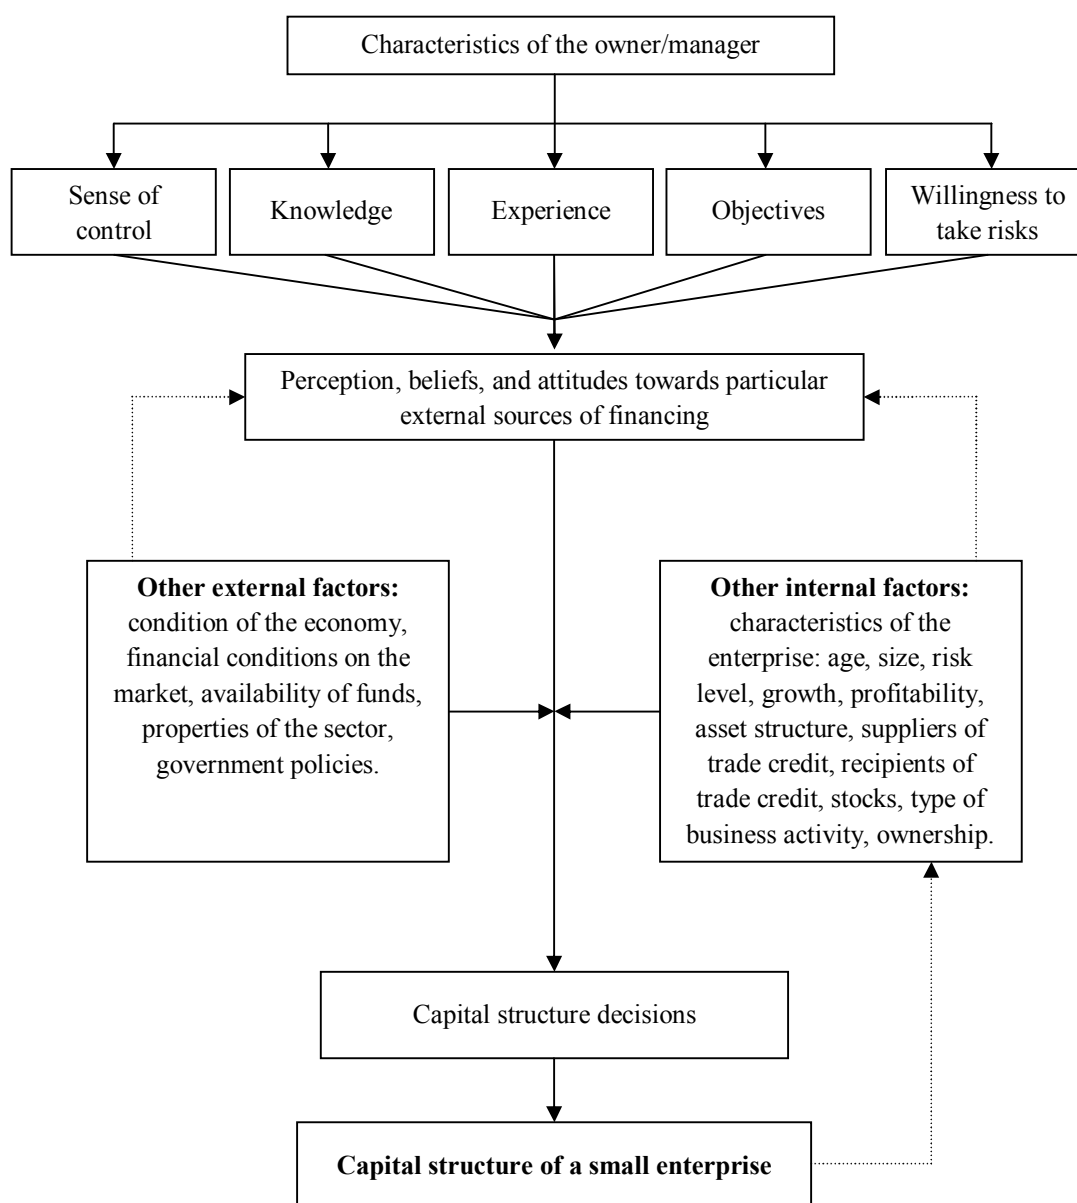 Characteristics of the owner/manager
Sense of
control
Knowledge
Experience
Objectives
Willingness to
take risks
Perception, beliefs, and attitudes towards particular
external sources of financing
Other external factors:
condition of the economy,
financial conditions on the
market, availability of funds,
properties of the sector,
government policies.
Other internal factors:
characteristics of the
enterprise: age, size, risk
level, growth, profitability,
asset structure, suppliers of
trade credit, recipients of
trade credit, stocks, type of
business activity, ownership.
Capital structure decisions
Capital structure of a small enterprise